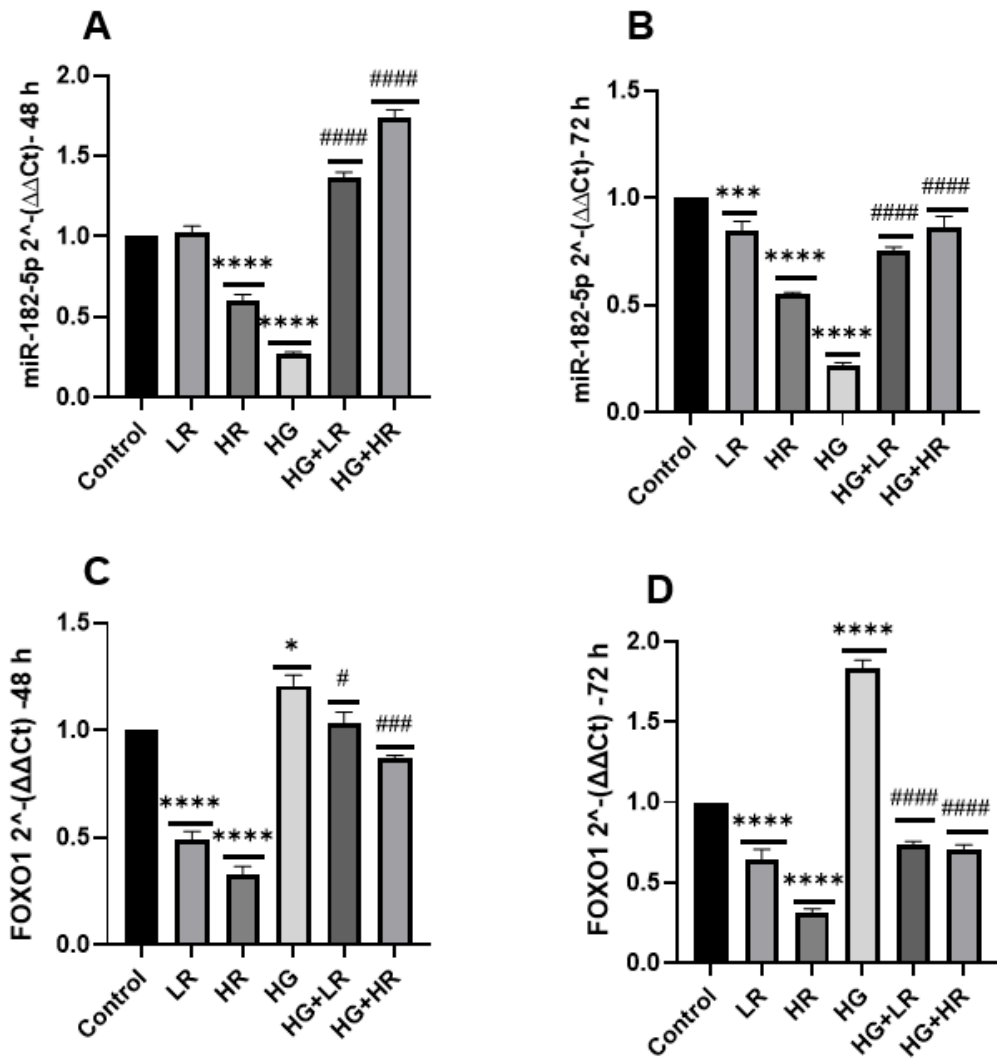 A
miR-182-5p 2^-(ΔΔCt)- 48 h
2.0
1.5
1.0
0.5
0.0
****
****
####
####
Control
LR
HR
HG
HG+LR
HG+HR
B
miR-182-5p 2^-(ΔΔCt)- 72 h
1.5
1.0
0.5
0.0
***
****
****
####
####
Control
LR
HR
HG
HG+LR
HG+HR
C
FOXO1 2^-(ΔΔCt) -48 h
1.5
1.0
0.5
0.0
****
****
*
#
###
Control
LR
HR
HG
HG+LR
HG+HR
D
FOXO1 2^-(ΔΔCt) -72 h
2.0
1.5
1.0
0.5
0.0
****
****
****
####
####
Control
LR
HR
HG
HG+LR
HG+HR